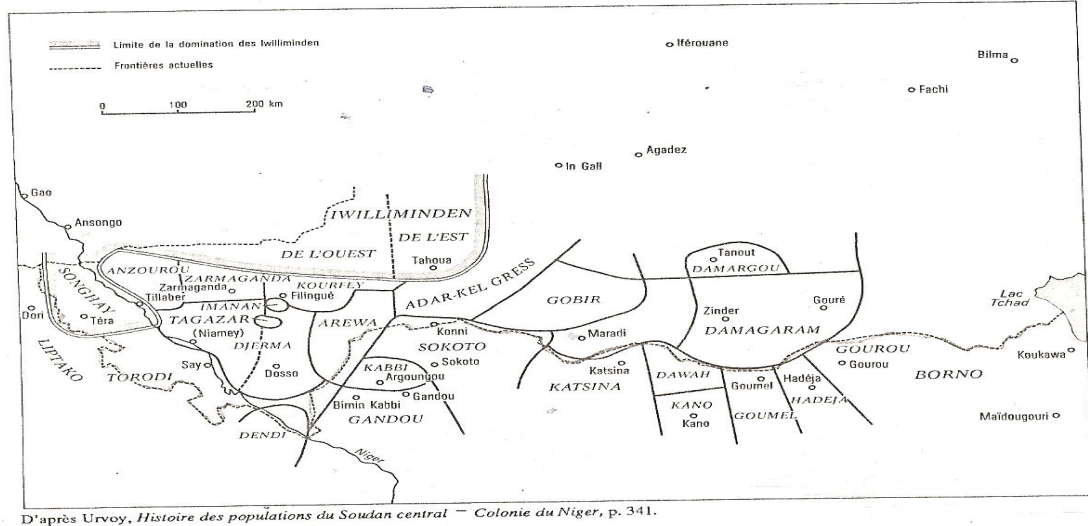 Limite de la domination des Iwilliminden
Frontières actuelles
0 100 200 km
Iférouane
Bilma
Fachi
Agadez
In Gall
Gao
Ansongo
IWILLIMINDEN
DE L'EST
DE L'OUEST
Tahoua
ANZOUROU
ZARMAGANDA
Zarmaganda
KOURFEY
SONGHAY
Tillaber
IMANAN
Filingué
ADAR-KEL GRESS
GOBIR
Tanout
DAMARGOU
Lac
Tchad
Dori
Téra
TAGAZAR
(Niamey)
AREWA
Konni
Maradi
Zinder
Gouré
DAMAGARAM
LIPTAKO
TORODI
Say
DJERMA
Dosso
SOKOTO
Sokoto
KABBI
Argoungou
Gandou
Birnin Kabbi
GANDOU
DENDI
Niger
Katsina
KATSINA
DAWAH
KANO
Kano
Goumel
GOUMEL
Hadéja
HADEJA
GOUROU
Gourou
BORNO
Koukawa
Maïdougouri
D'après Urvoy, Histoire des populations du Soudan central — Colonie du Niger, p. 341.